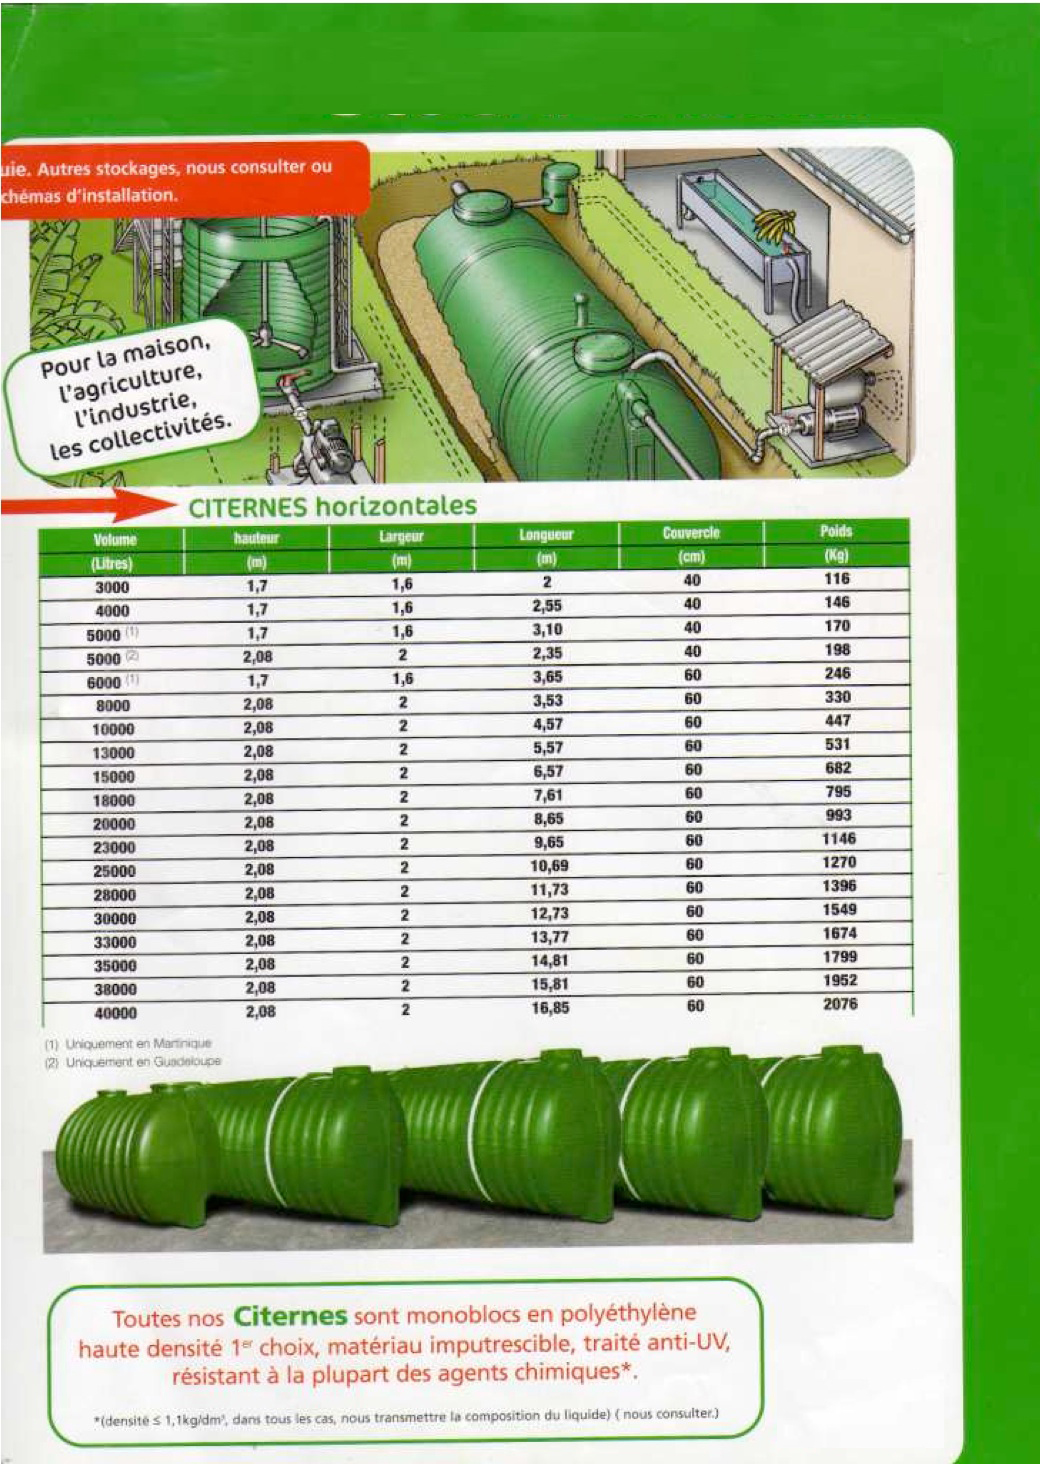 uie. Autres stockages, nous consulter ou
chémas d'installation.
Pour la maison,
l'agriculture,
l'industrie,
les collectivités.
CITERNES horizontales
Volume hauteur Largeur Longueur Couvercle Poids
(Litres) (m) (m) (m) (cm) (Kg)
3000 1,7 1,6 2 40 116
4000 1,7 1,6 2,55 40 146
5000 (1) 1,7 1,6 3,10 40 170
5000 (2) 2,08 2 2,35 40 198
6000 (1) 1,7 1,6 3,65 60 246
8000 2,08 2 3,53 60 330
10000 2,08 2 4,57 60 447
13000 2,08 2 5,57 60 531
15000 2,08 2 6,57 60 682
18000 2,08 2 7,61 60 795
20000 2,08 2 8,65 60 993
23000 2,08 2 9,65 60 1146
25000 2,08 2 10,69 60 1270
28000 2,08 2 11,73 60 1396
30000 2,08 2 12,73 60 1549
33000 2,08 2 13,77 60 1674
35000 2,08 2 14,81 60 1799
38000 2,08 2 15,81 60 1952
40000 2,08 2 16,85 60 2076
(1) Uniquement en Martinique
(2) Uniquement en Guadeloupe
Toutes nos Citernes sont monoblocs en polyéthylène
haute densité 1er choix, matériau imputrescible, traité anti-UV,
résistant à la plupart des agents chimiques*.
*(densité ≤ 1,1kg/dm³, dans tous les cas, nous transmettre la composition du liquide) ( nous consulter.)